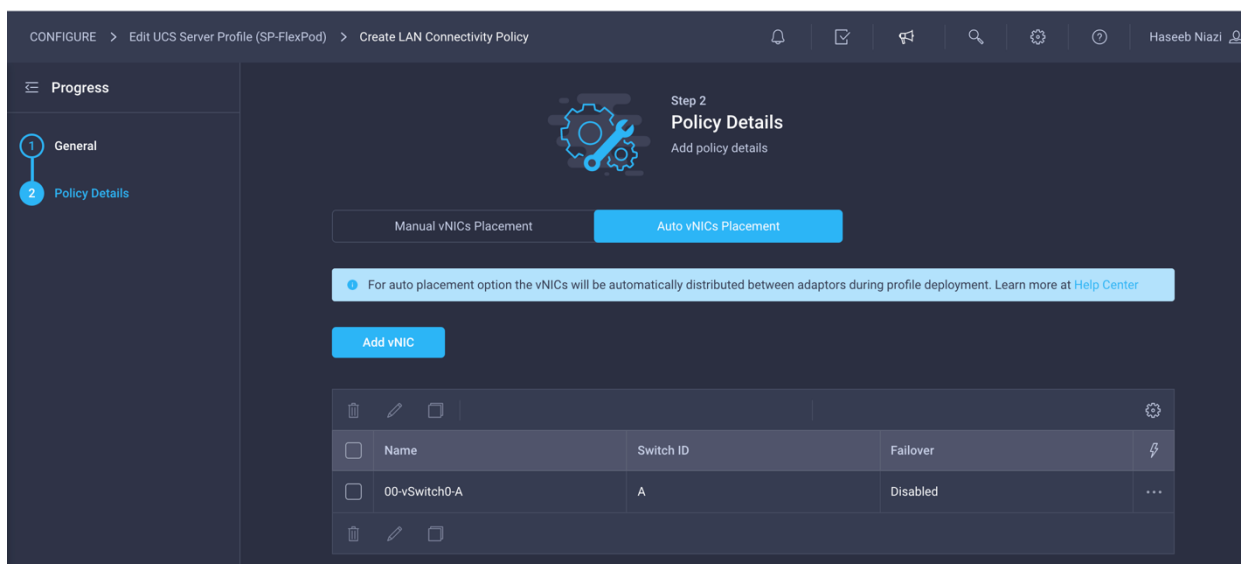 CONFIGURE > Edit UCS Server Profile (SP-FlexPod) > Create LAN Connectivity Policy
Haseeb Niazi
Progress
1 General
2 Policy Details
Step 2
Policy Details
Add policy details
Manual vNICs Placement
Auto vNICs Placement
For auto placement option the vNICs will be automatically distributed between adaptors during profile deployment. Learn more at Help Center
Add vNIC
Name Switch ID Failover
00-vSwitch0-A A Disabled